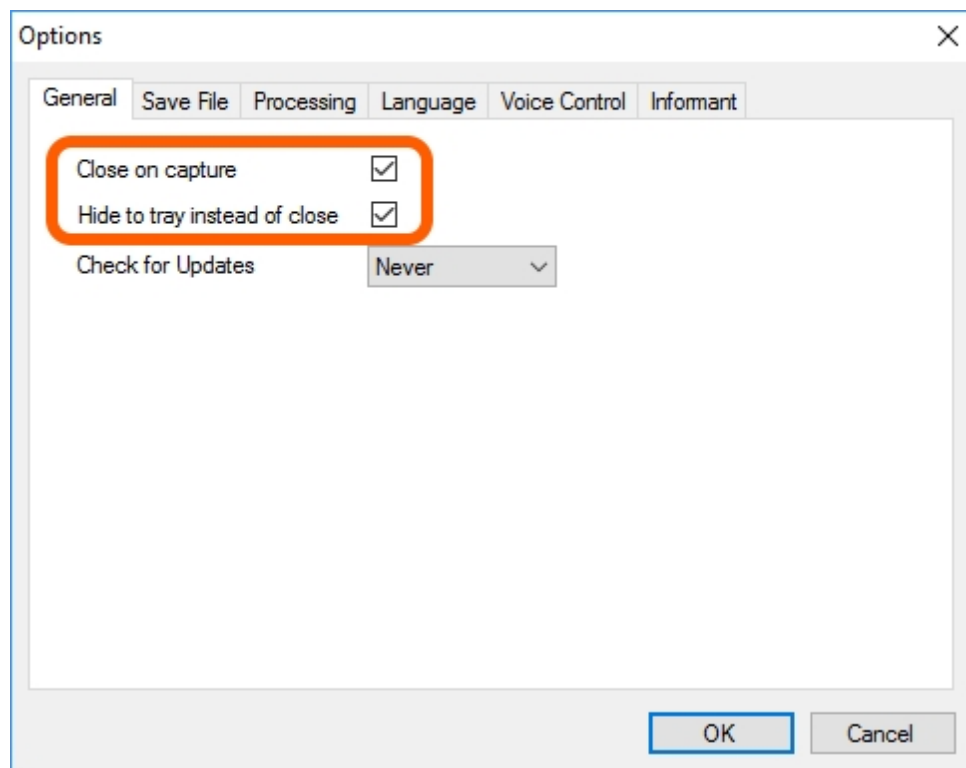 Options
General Save File Processing Language Voice Control Informant
Close on capture
Hide to tray instead of close
Check for Updates Never
OK Cancel